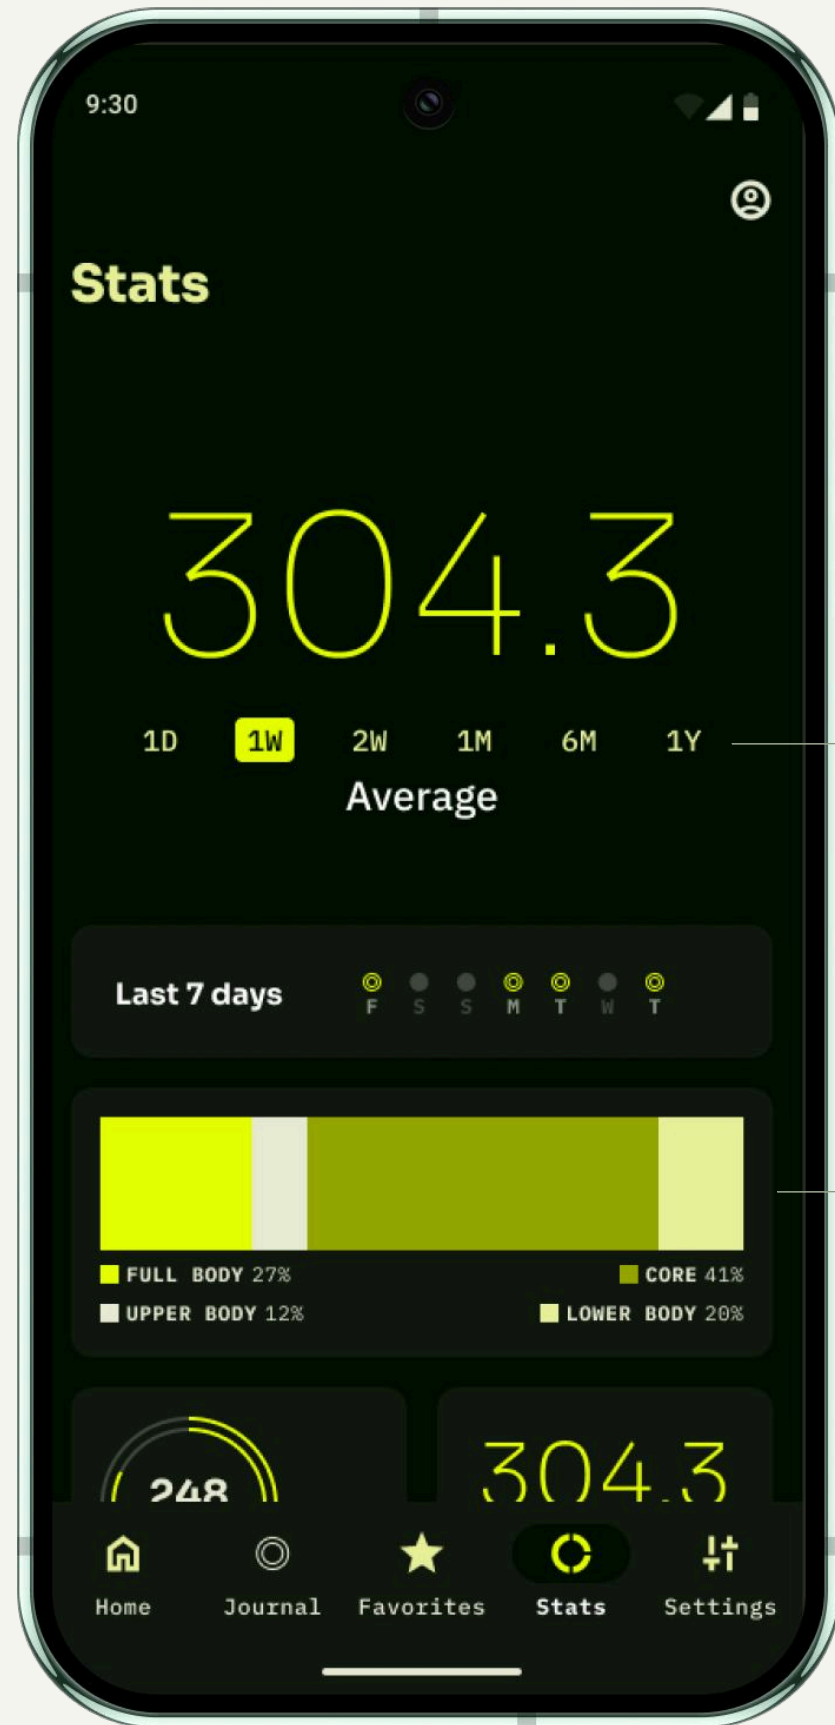 9:30
Stats
304.3
1D 1W 2W 1M 6M 1Y
Average
Last 7 days
F S S M T W T
FULL BODY 27% CORE 41%
UPPER BODY 12% LOWER BODY 20%
248 304.3
Home Journal Favorites Stats Settings